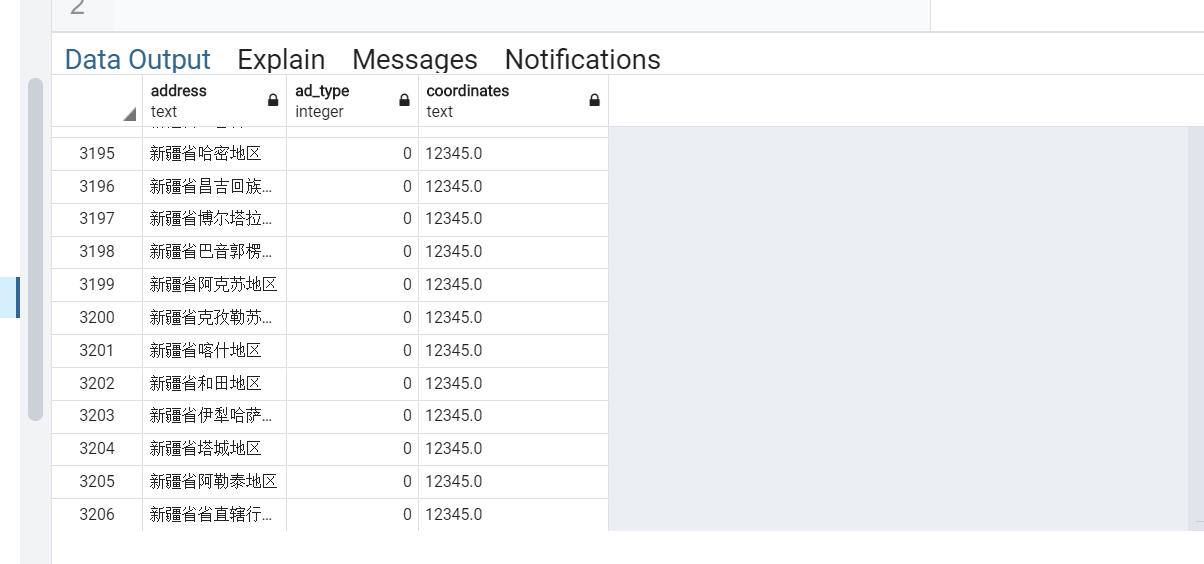 2
Data Output Explain Messages Notifications
address ad_type coordinates
text integer text
3195 新疆省哈密地区 0 12345.0
3196 新疆省昌吉回族... 0 12345.0
3197 新疆省博尔塔拉... 0 12345.0
3198 新疆省巴音郭楞... 0 12345.0
3199 新疆省阿克苏地区 0 12345.0
3200 新疆省克孜勒苏... 0 12345.0
3201 新疆省喀什地区 0 12345.0
3202 新疆省和田地区 0 12345.0
3203 新疆省伊犁哈萨... 0 12345.0
3204 新疆省塔城地区 0 12345.0
3205 新疆省阿勒泰地区 0 12345.0
3206 新疆省省直辖行... 0 12345.0